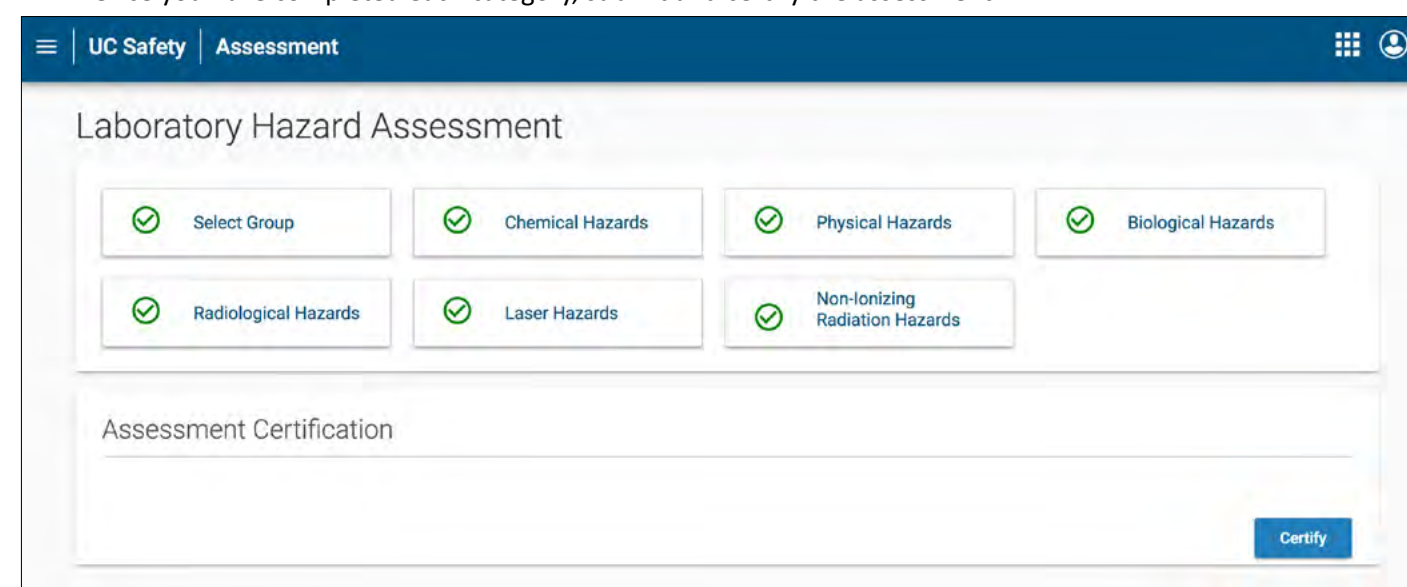 UC Safety Assessment
Laboratory Hazard Assessment
Select Group Chemical Hazards Physical Hazards Biological Hazards
Radiological Hazards Laser Hazards Non-Ionizing
Radiation Hazards
Assessment Certification
Certify